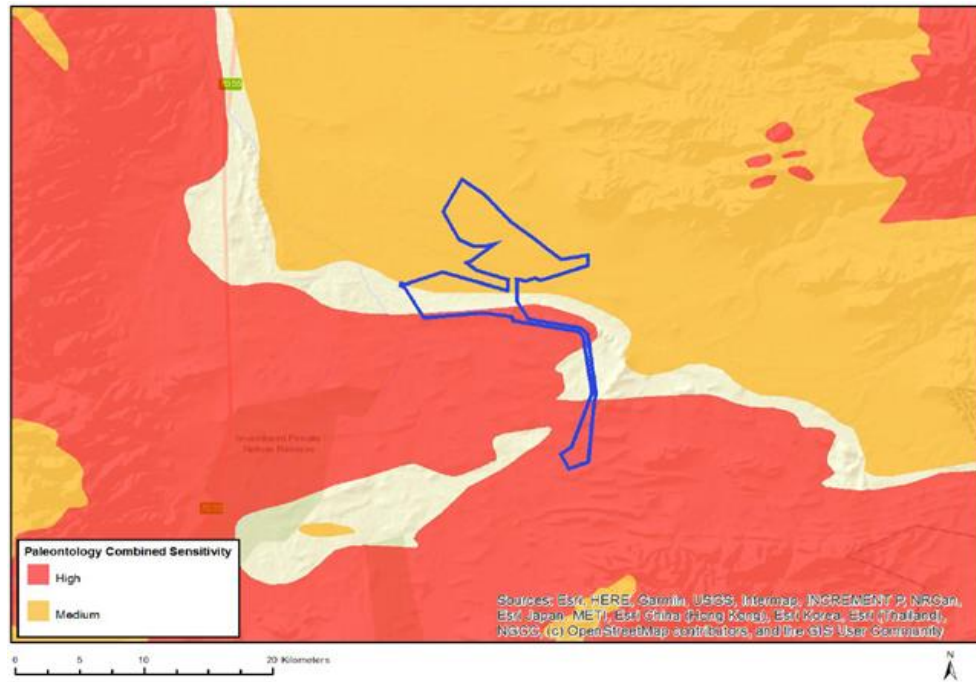 Paleontology Combined Sensitivity
High
Medium
Sources: Esri, HERE, Garmin, USGS, Intermap, INCREMENT P, NRCan,
Esri Japan, METI, Esri China (Hong Kong), Esri Korea, Esri (Thailand),
NGCC, (c) OpenStreetMap contributors, and the GIS User Community
0 5 10 20 Kilometers
N